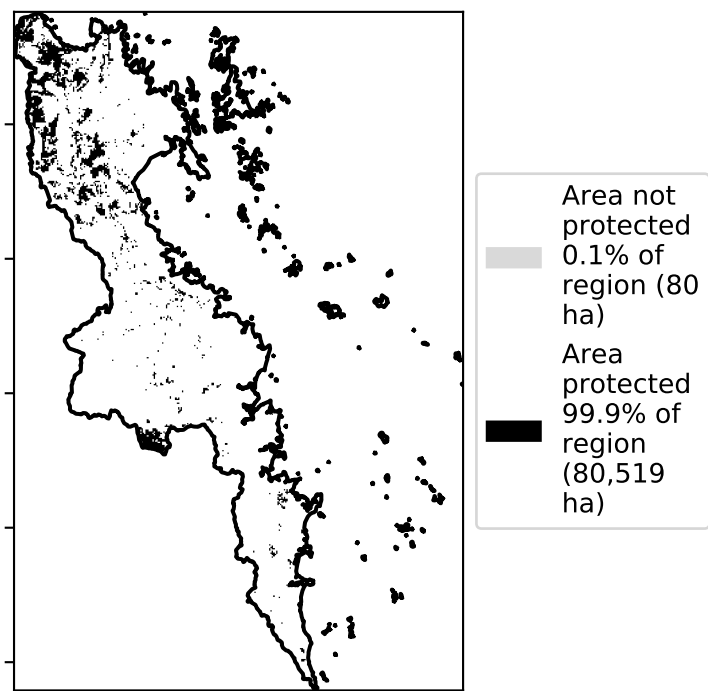 Area not
protected
0.1% of
region (80
ha)
Area
protected
99.9% of
region
(80,519
ha)